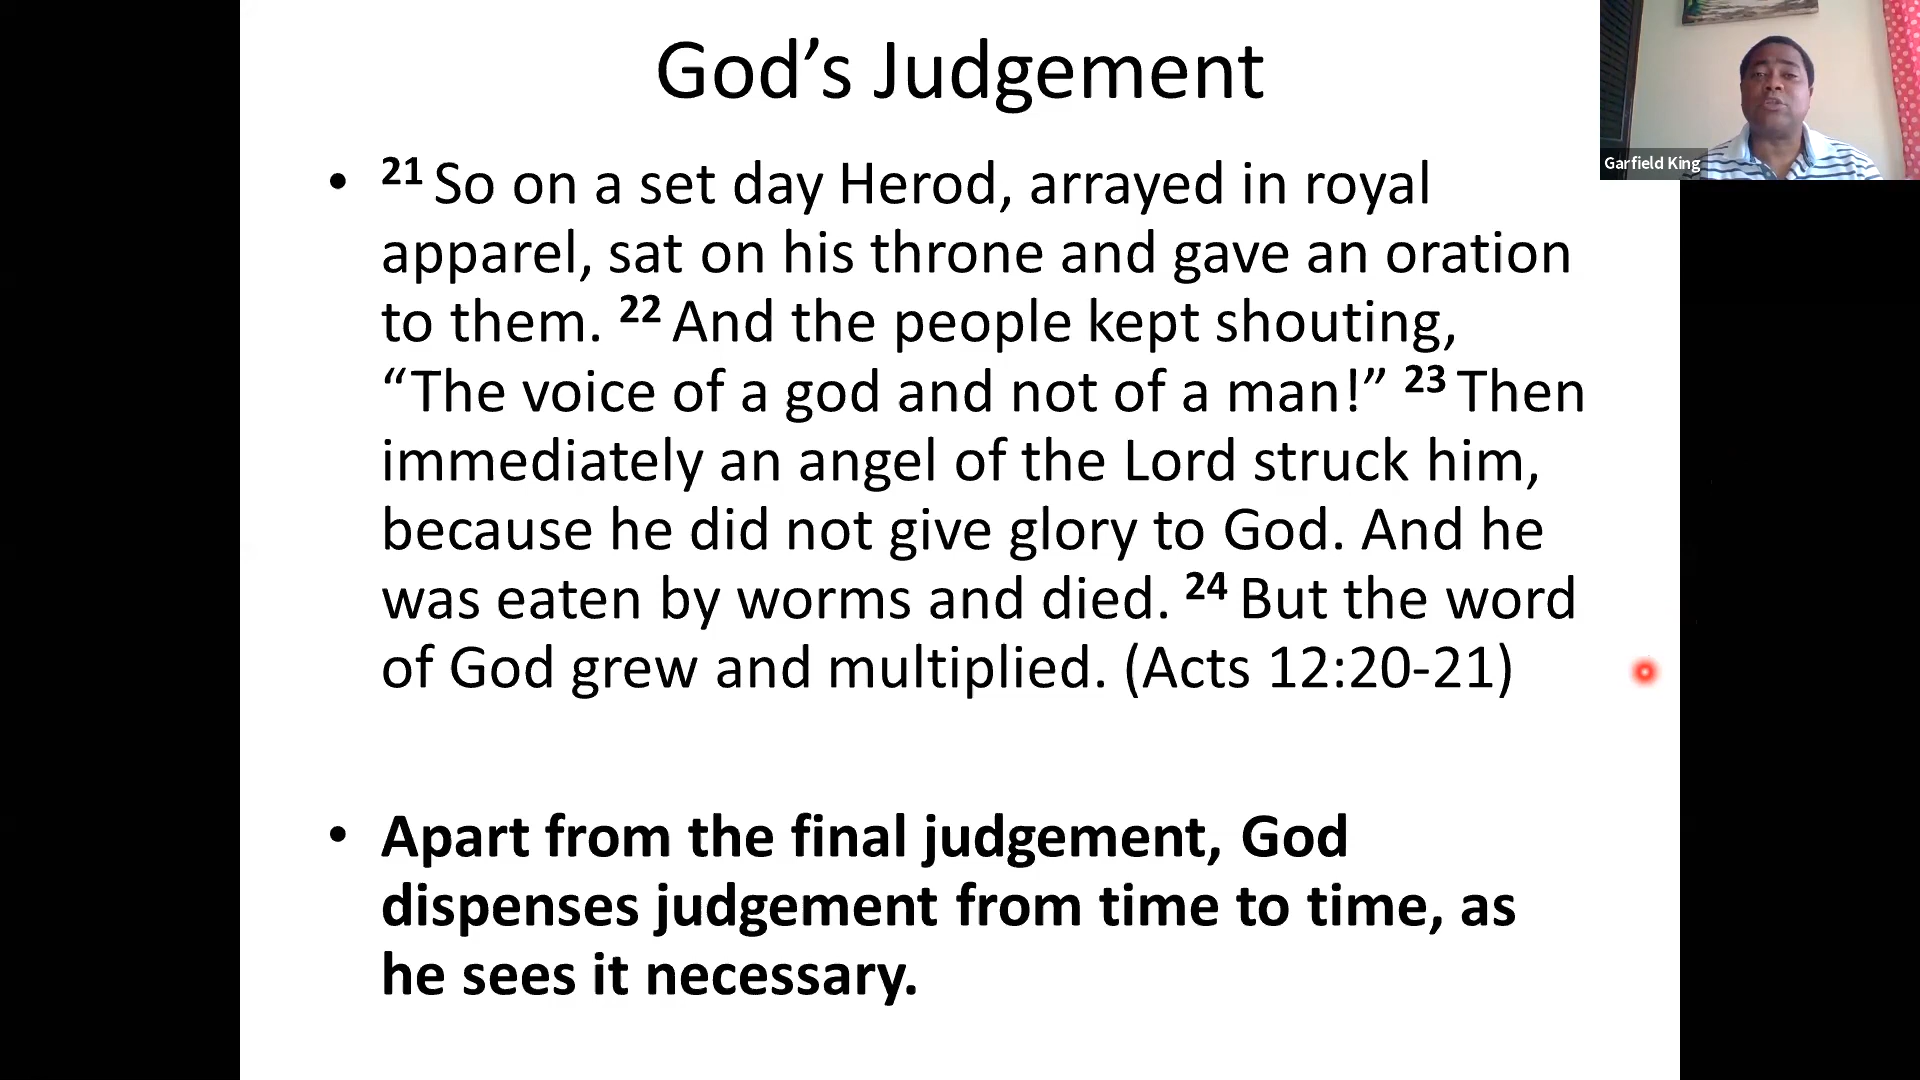 God’s Judgement
• 21 So on a set day Herod, arrayed in royal
apparel, sat on his throne and gave an oration
to them. 22 And the people kept shouting,
“The voice of a god and not of a man!” 23 Then
immediately an angel of the Lord struck him,
because he did not give glory to God. And he
was eaten by worms and died. 24 But the word
of God grew and multiplied. (Acts 12:20-21)
• Apart from the final judgement, God
dispenses judgement from time to time, as
he sees it necessary.
Garfield King